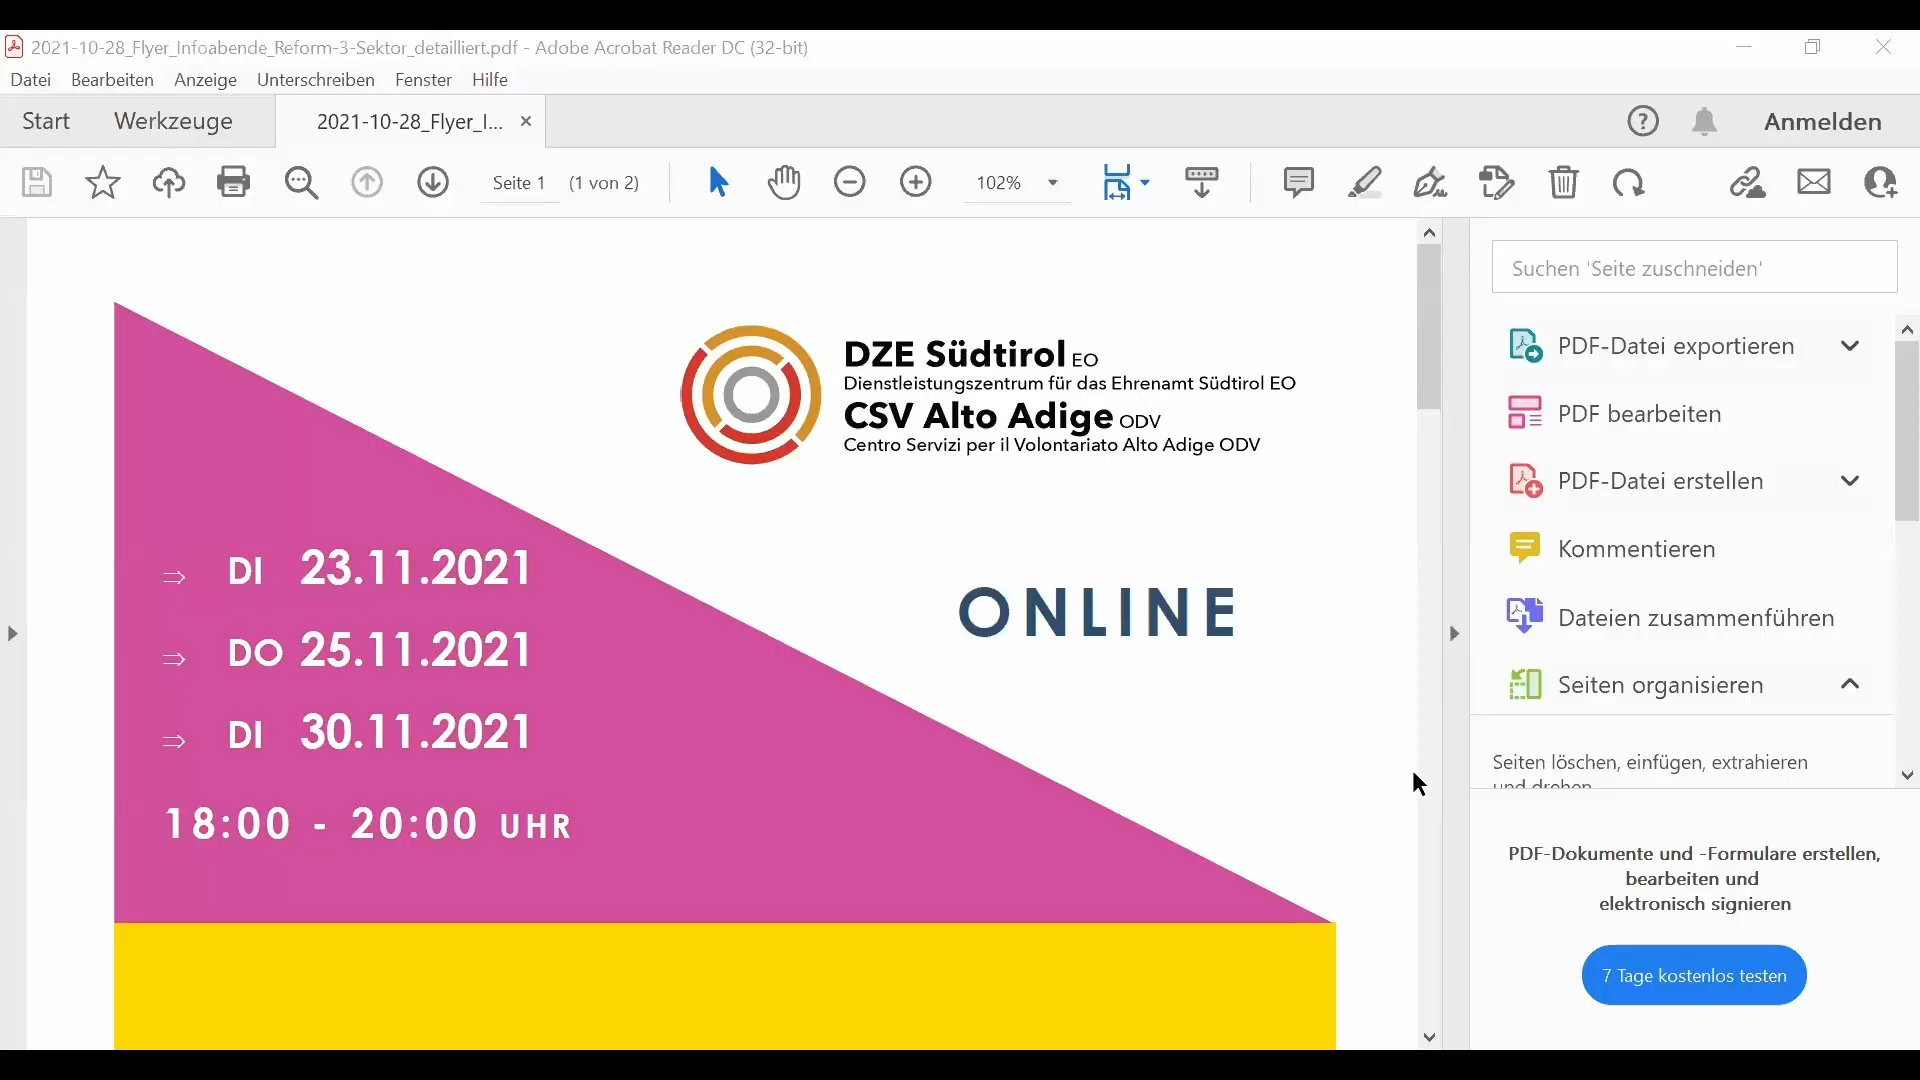 2021-10-28_Flyer_Infoabende_Reform-3-Sektor_detailliert.pdf - Adobe Acrobat Reader DC (32-bit)
Datei Bearbeiten Anzeige Unterschreiben Fenster Hilfe
Start Werkzeuge 2021-10-28_Flyer_I... × Anmelden
Seite 1 (1 von 2) 102%
Suchen 'Seite zuschneiden'
PDF-Datei exportieren
PDF bearbeiten
PDF-Datei erstellen
Kommentieren
Dateien zusammenführen
Seiten organisieren
Seiten löschen, einfügen, extrahieren
und drehen
PDF-Dokumente und -Formulare erstellen,
bearbeiten und
elektronisch signieren
7 Tage kostenlos testen
DZE Südtirol EO
Dienstleistungszentrum für das Ehrenamt Südtirol EO
CSV Alto Adige ODV
Centro Servizi per il Volontariato Alto Adige ODV
⇒ DI 23.11.2021
⇒ DO 25.11.2021
⇒ DI 30.11.2021
18:00 - 20:00 UHR
ONLINE